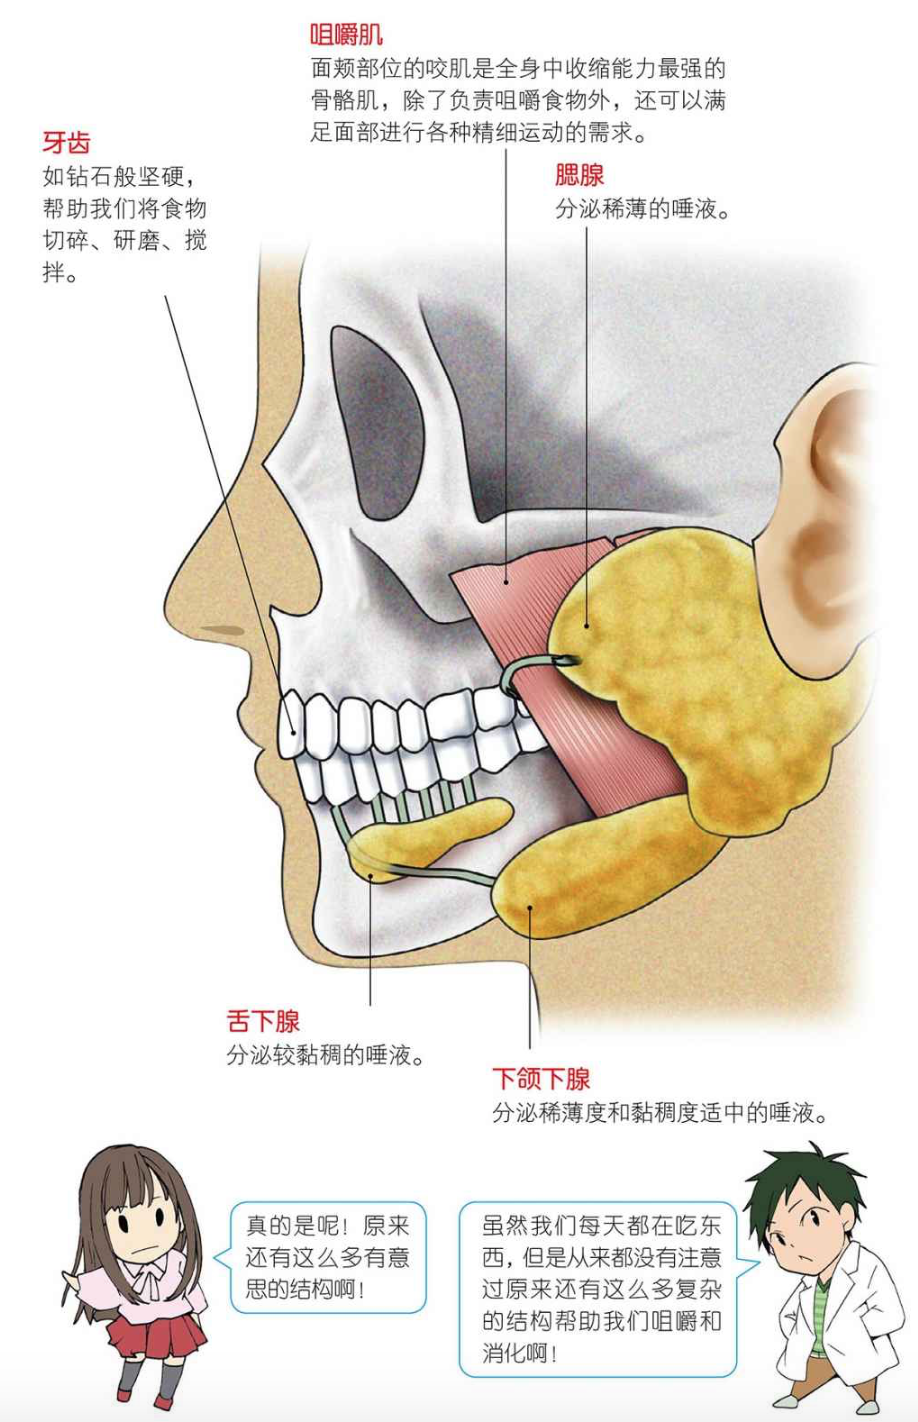 咀嚼肌
面颊部位的咬肌是全身中收缩能力最强的
骨骼肌，除了负责咀嚼食物外，还可以满
足面部进行各种精细运动的需求。
牙齿
如钻石般坚硬，
帮助我们将食物
切碎、研磨、搅
拌。
腮腺
分泌稀薄的唾液。
舌下腺
分泌较黏稠的唾液。
下颌下腺
分泌稀薄度和黏稠度适中的唾液。
真的是呢！原来
还有这么多有意
思的结构啊！
虽然我们每天都在吃东
西，但是从来都没有注意
过原来还有这么多复杂
的结构帮助我们咀嚼和
消化啊！